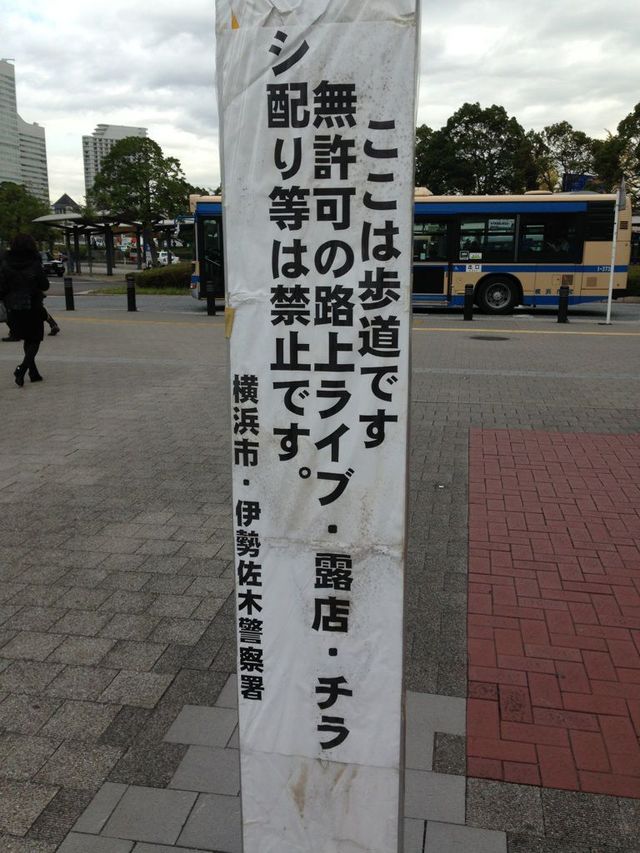 ここは歩道です
無許可の路上ライブ・露店・チラ
シ配り等は禁止です。
横浜市・伊勢佐木警察署